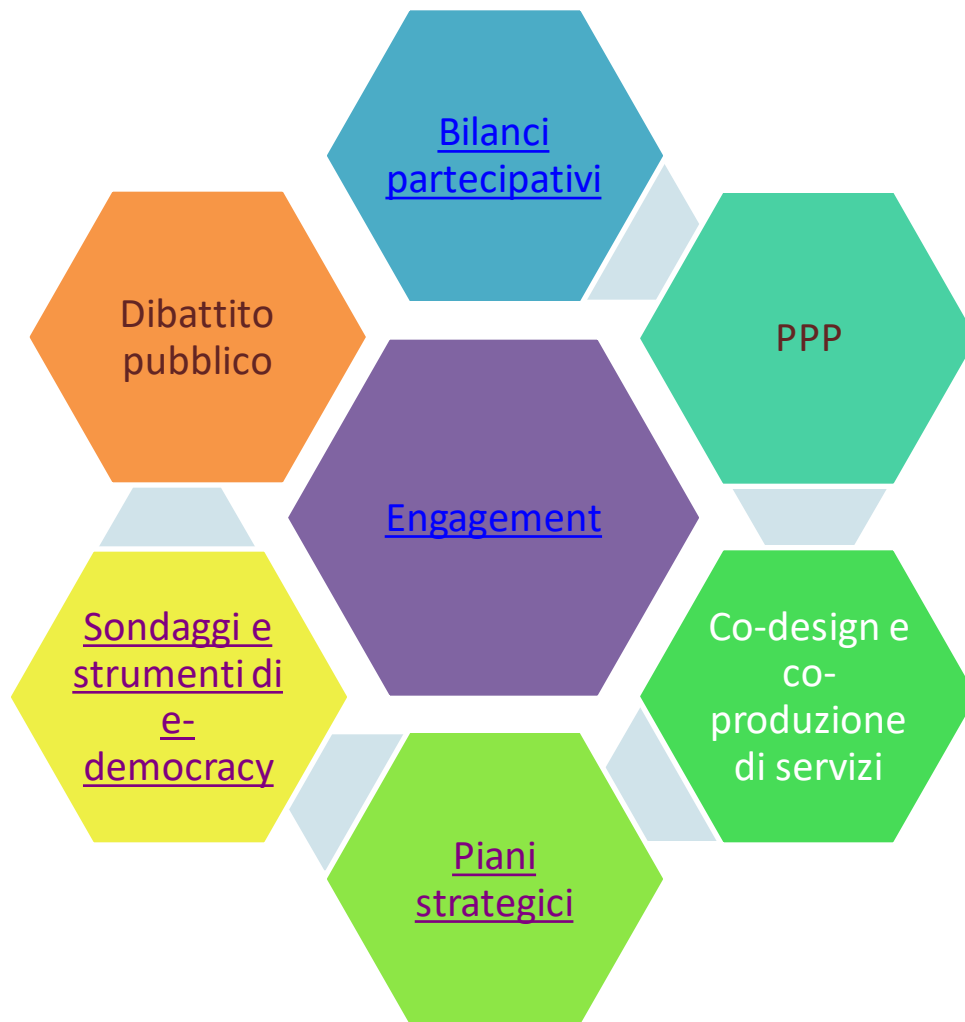 Bilanci
partecipativi
Dibattito
pubblico
PPP
Engagement
Sondaggi e
strumenti di
e-
democracy
Co-design e
co-
produzione
di servizi
Piani
strategici